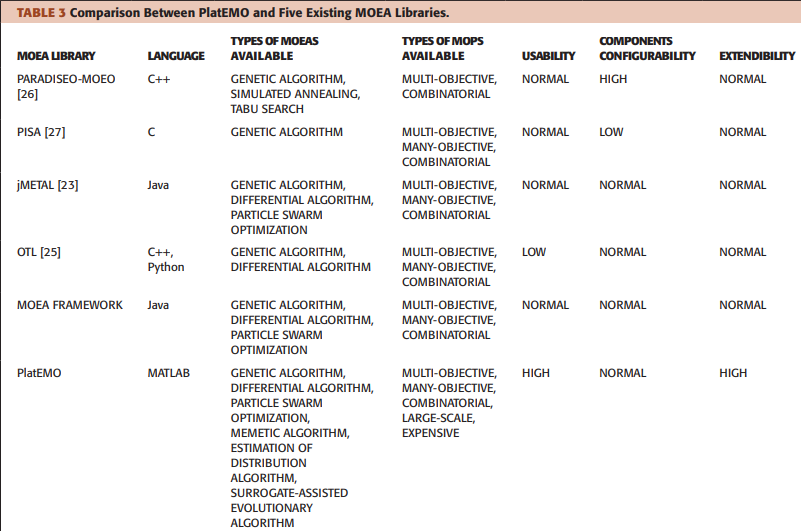 TABLE 3 Comparison Between PlatEMO and Five Existing MOEA Libraries.
MOEA LIBRARY LANGUAGE TYPES OF MOEAS AVAILABLE TYPES OF MOPS AVAILABLE USABILITY COMPONENTS CONFIGURABILITY EXTENDIBILITY
PARADISEO-MOEO C++ GENETIC ALGORITHM, MULTI-OBJECTIVE, NORMAL HIGH NORMAL
[26] SIMULATED ANNEALING, COMBINATORIAL
TABU SEARCH
PISA [27] C GENETIC ALGORITHM MULTI-OBJECTIVE, NORMAL LOW NORMAL
MANY-OBJECTIVE,
COMBINATORIAL
jMETAL [23] Java GENETIC ALGORITHM, MULTI-OBJECTIVE, NORMAL NORMAL NORMAL
DIFFERENTIAL ALGORITHM, MANY-OBJECTIVE,
PARTICLE SWARM COMBINATORIAL
OPTIMIZATION
OTL [25] C++, GENETIC ALGORITHM, MULTI-OBJECTIVE, LOW NORMAL NORMAL
Python DIFFERENTIAL ALGORITHM MANY-OBJECTIVE,
COMBINATORIAL
MOEA FRAMEWORK Java GENETIC ALGORITHM, MULTI-OBJECTIVE, NORMAL NORMAL NORMAL
DIFFERENTIAL ALGORITHM, MANY-OBJECTIVE,
PARTICLE SWARM COMBINATORIAL
OPTIMIZATION
PlatEMO MATLAB GENETIC ALGORITHM, MULTI-OBJECTIVE, HIGH NORMAL HIGH
DIFFERENTIAL ALGORITHM, MANY-OBJECTIVE,
PARTICLE SWARM COMBINATORIAL,
OPTIMIZATION, LARGE-SCALE,
MEMETIC ALGORITHM, EXPENSIVE
ESTIMATION OF
DISTRIBUTION
ALGORITHM,
SURROGATE-ASSISTED
EVOLUTIONARY
ALGORITHM